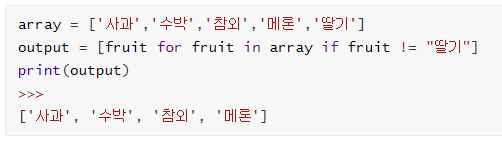 array = ['사과','수박','참외','메론','딸기']
output = [fruit for fruit in array if fruit != "딸기"]
print(output)
>>>
['사과', '수박', '참외', '메론']